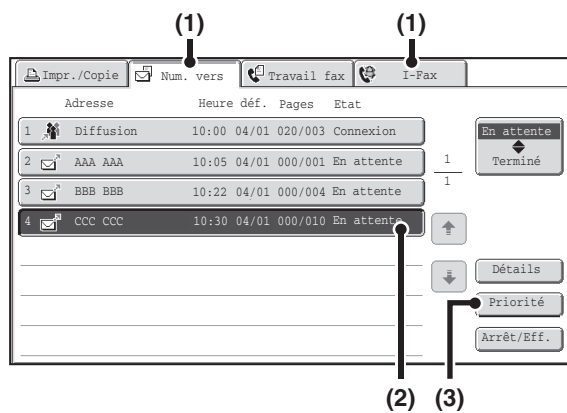 (1) (1)
Impr./Copie Num. vers Travail fax I-Fax
Adresse Heure déf. Pages Etat
1 Diffusion 10:00 04/01 020/003 Connexion
2 AAA AAA 10:05 04/01 000/001 En attente
3 BBB BBB 10:22 04/01 000/004 En attente
4 CCC CCC 10:30 04/01 000/010 En attente
1
1
En attente
Terminé
Détails
Priorité
Arrêt/Eff.
(2) (3)